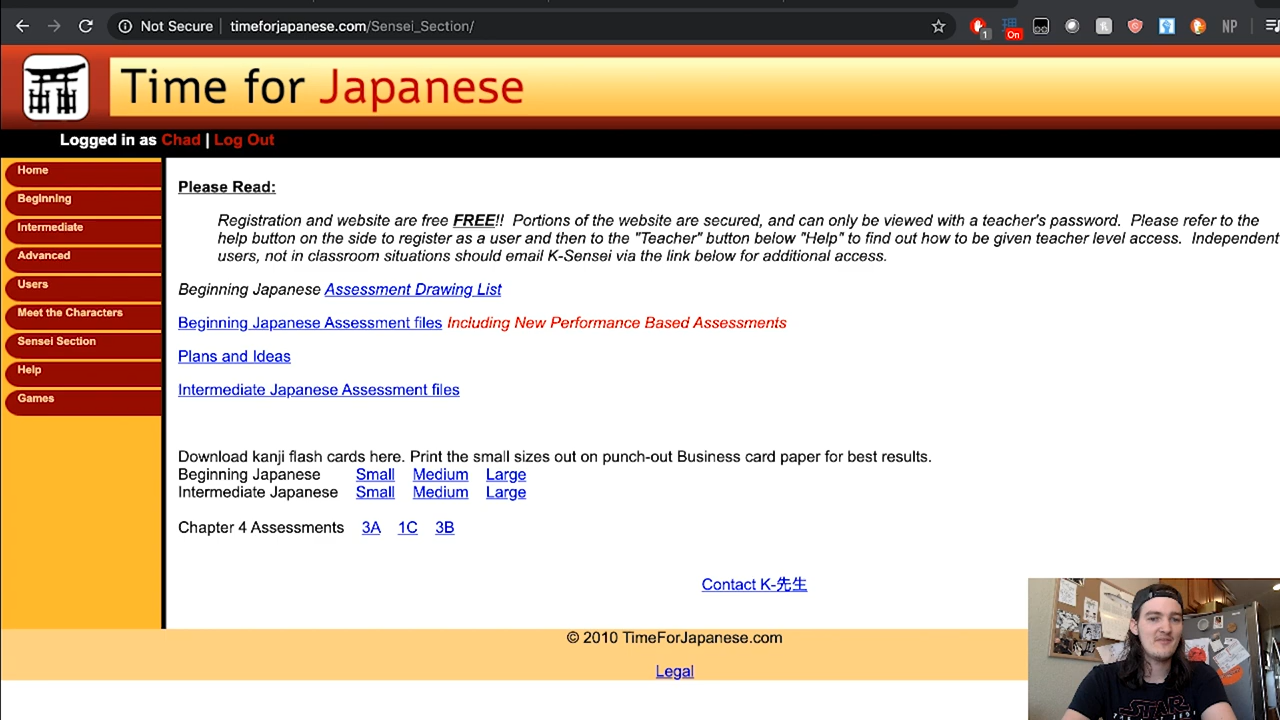 Not Secure | timeforjapanese.com/Sensei_Section/
1
On
NP
Time for Japanese
Logged in as Chad | Log Out
Home
Beginning
Intermediate
Advanced
Users
Meet the Characters
Sensei Section
Help
Games
Please Read:
Registration and website are free FREE!! Portions of the website are secured, and can only be viewed with a teacher's password. Please refer to the
help button on the side to register as a user and then to the "Teacher" button below "Help" to find out how to be given teacher level access. Independent
users, not in classroom situations should email K-Sensei via the link below for additional access.
Beginning Japanese Assessment Drawing List
Beginning Japanese Assessment files Including New Performance Based Assessments
Plans and Ideas
Intermediate Japanese Assessment files
Download kanji flash cards here. Print the small sizes out on punch-out Business card paper for best results.
Beginning Japanese Small Medium Large
Intermediate Japanese Small Medium Large
Chapter 4 Assessments 3A 1C 3B
Contact K-先生
© 2010 TimeForJapanese.com
Legal
STAR